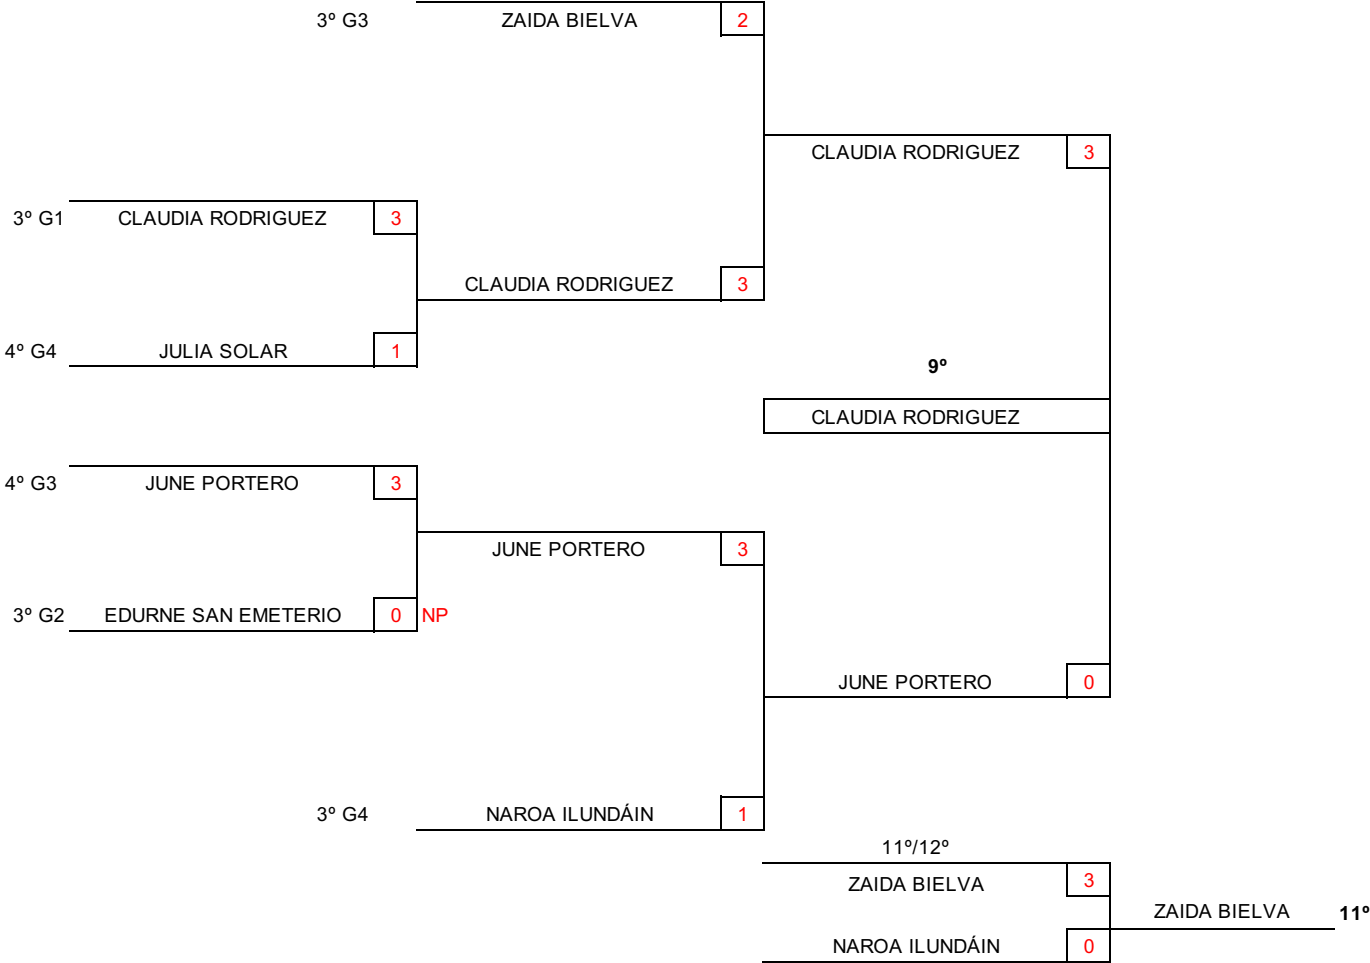 3º G3 ZAIDA BIELVA 2
CLAUDIA RODRIGUEZ 3
3º G1 CLAUDIA RODRIGUEZ 3
CLAUDIA RODRIGUEZ 3
4º G4 JULIA SOLAR 1
9º
CLAUDIA RODRIGUEZ
4º G3 JUNE PORTERO 3
JUNE PORTERO 3
3º G2 EDURNE SAN EMETERIO 0 NP
JUNE PORTERO 0
3º G4 NAROA ILUNDÁIN 1
11º/12º
ZAIDA BIELVA 3
ZAIDA BIELVA 11º
NAROA ILUNDÁIN 0